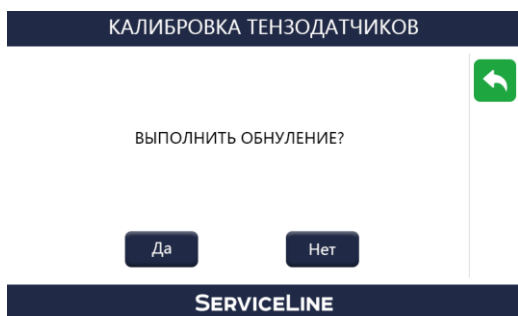 КАЛИБРОВКА ТЕНЗОДАТЧИКОВ
ВЫПОЛНИТЬ ОБНУЛЕНИЕ?
Да Нет
SERVICELINE